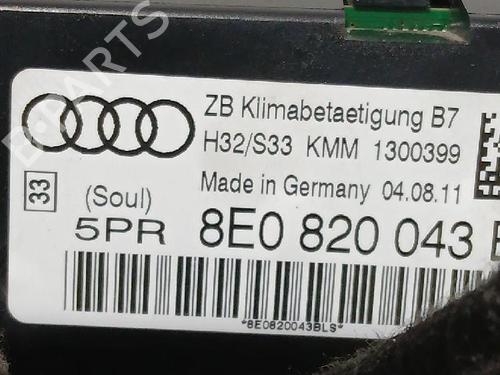 B-PARTS
ZB Klimabetaetigung B7
H32/S33 KMM 1300399
Made in Germany 04.08.11
33
(Soul)
5PR 8E0 820 043
*8E0820043BLS*